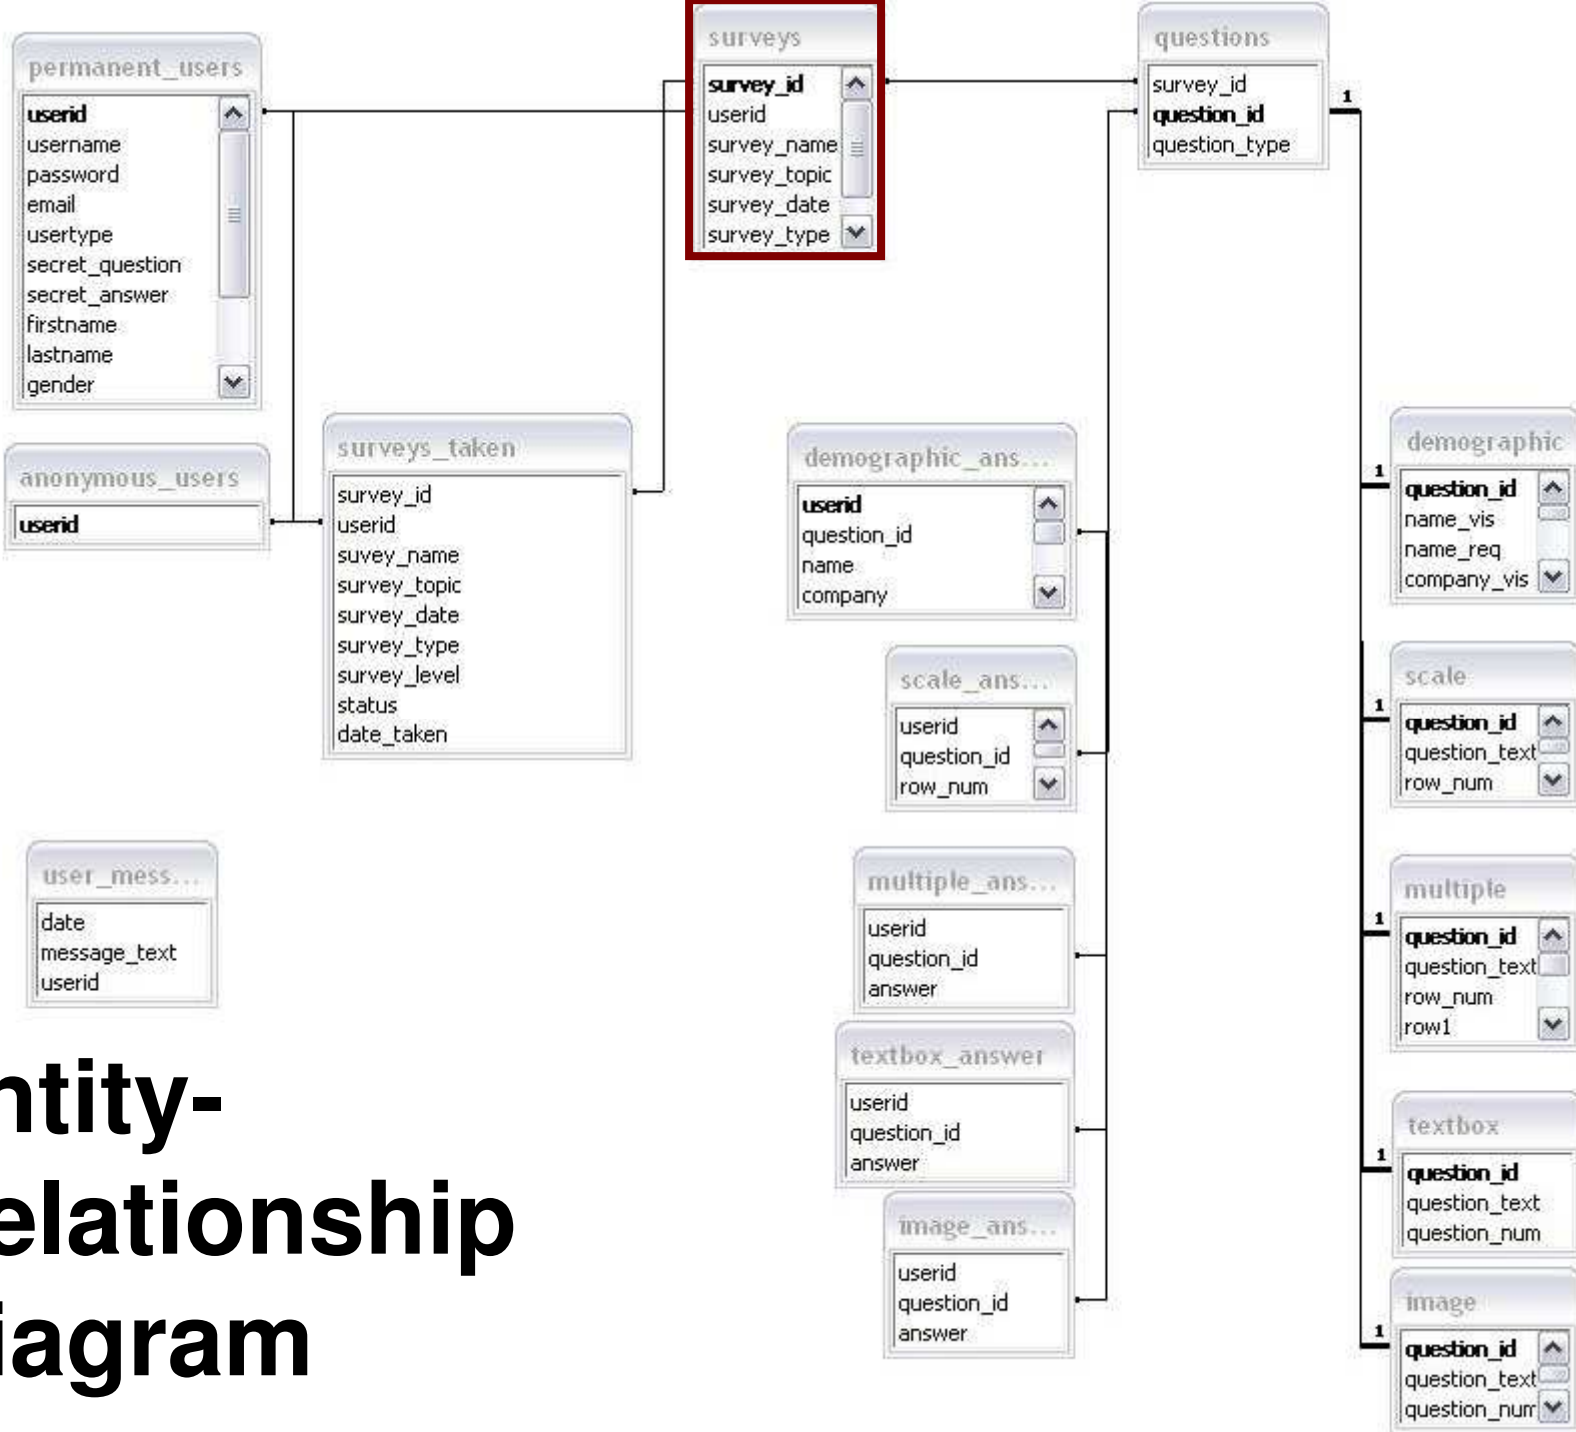 permanent_users
userid
username
password
email
usertype
secret_question
secret_answer
firstname
lastname
gender
surveys
survey_id
userid
survey_name
survey_topic
survey_date
survey_type
questions
survey_id
question_id
question_type
1
anonymous_users
userid
surveys_taken
survey_id
userid
suvey_name
survey_topic
survey_date
survey_type
survey_level
status
date_taken
demographic_ans...
userid
question_id
name
company
1
demographic
question_id
name_vis
name_req
company_vis
scale_ans...
userid
question_id
row_num
1
scale
question_id
question_text
row_num
user_mess...
date
message_text
userid
multiple_ans...
userid
question_id
answer
1
multiple
question_id
question_text
row_num
row1
textbox_answer
userid
question_id
answer
1
textbox
question_id
question_text
question_num
image_ans...
userid
question_id
answer
1
image
question_id
question_text
question_num
ntity-
elationship
iagram